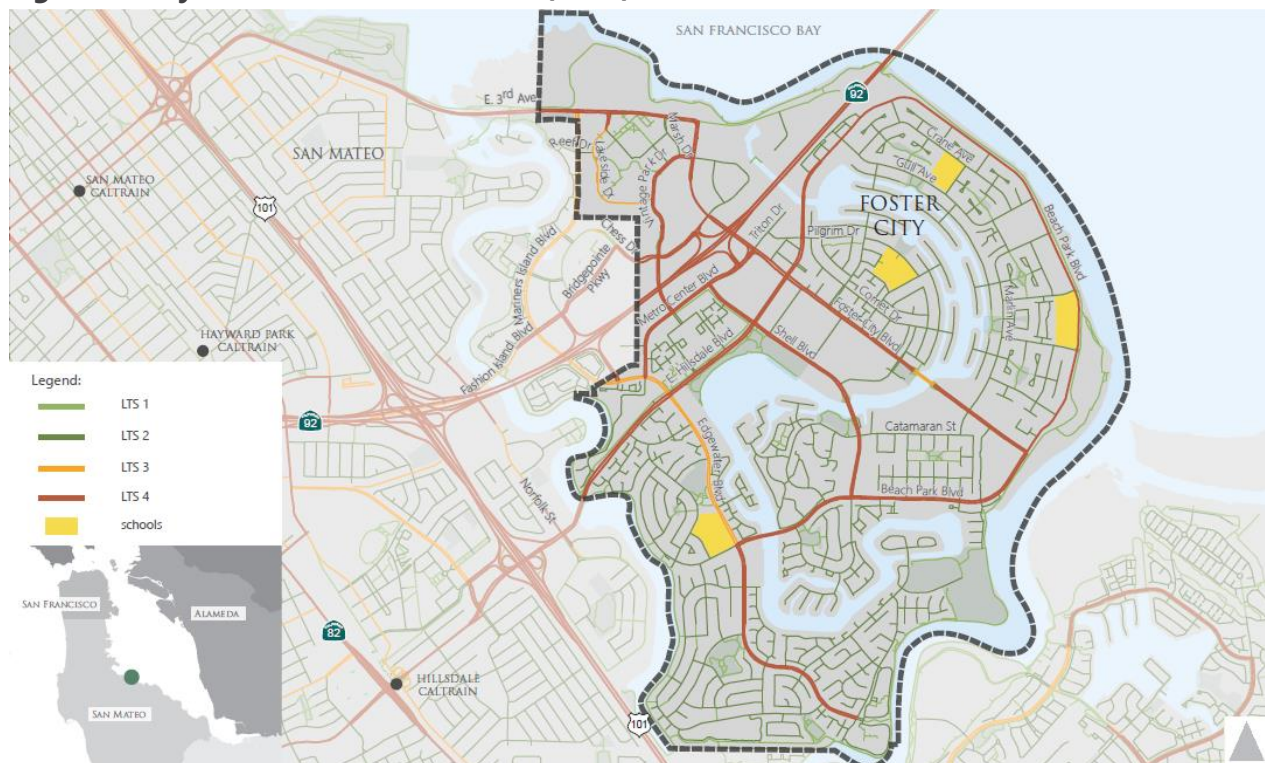 SAN FRANCISCO BAY
92
E. 3rd Ave
Marsh Dr
Reef Dr
Lakeside Dr
Vintage Park Dr
SAN MATEO
SAN MATEO
CALTRAIN
101
Crane Ave
Gull Ave
FOSTER
CITY
Beach Park Blvd
Triton Dr
Pilgrim Dr
Chess Dr
Mariners Island Blvd
Bridgepointe
Pkwy
Metro Center Blvd
Comet Dr
Foster City Blvd
Marlin Ave
HAYWARD PARK
CALTRAIN
Fashion Island Blvd
E. Hillsdale Blvd
Shell Blvd
Legend:
LTS 1
LTS 2
LTS 3
LTS 4
schools
92
Edgewater Blvd
Catamaran St
Beach Park Blvd
Norfolk St
SAN FRANCISCO
ALAMEDA
SAN MATEO
82
HILLSDALE
CALTRAIN
101